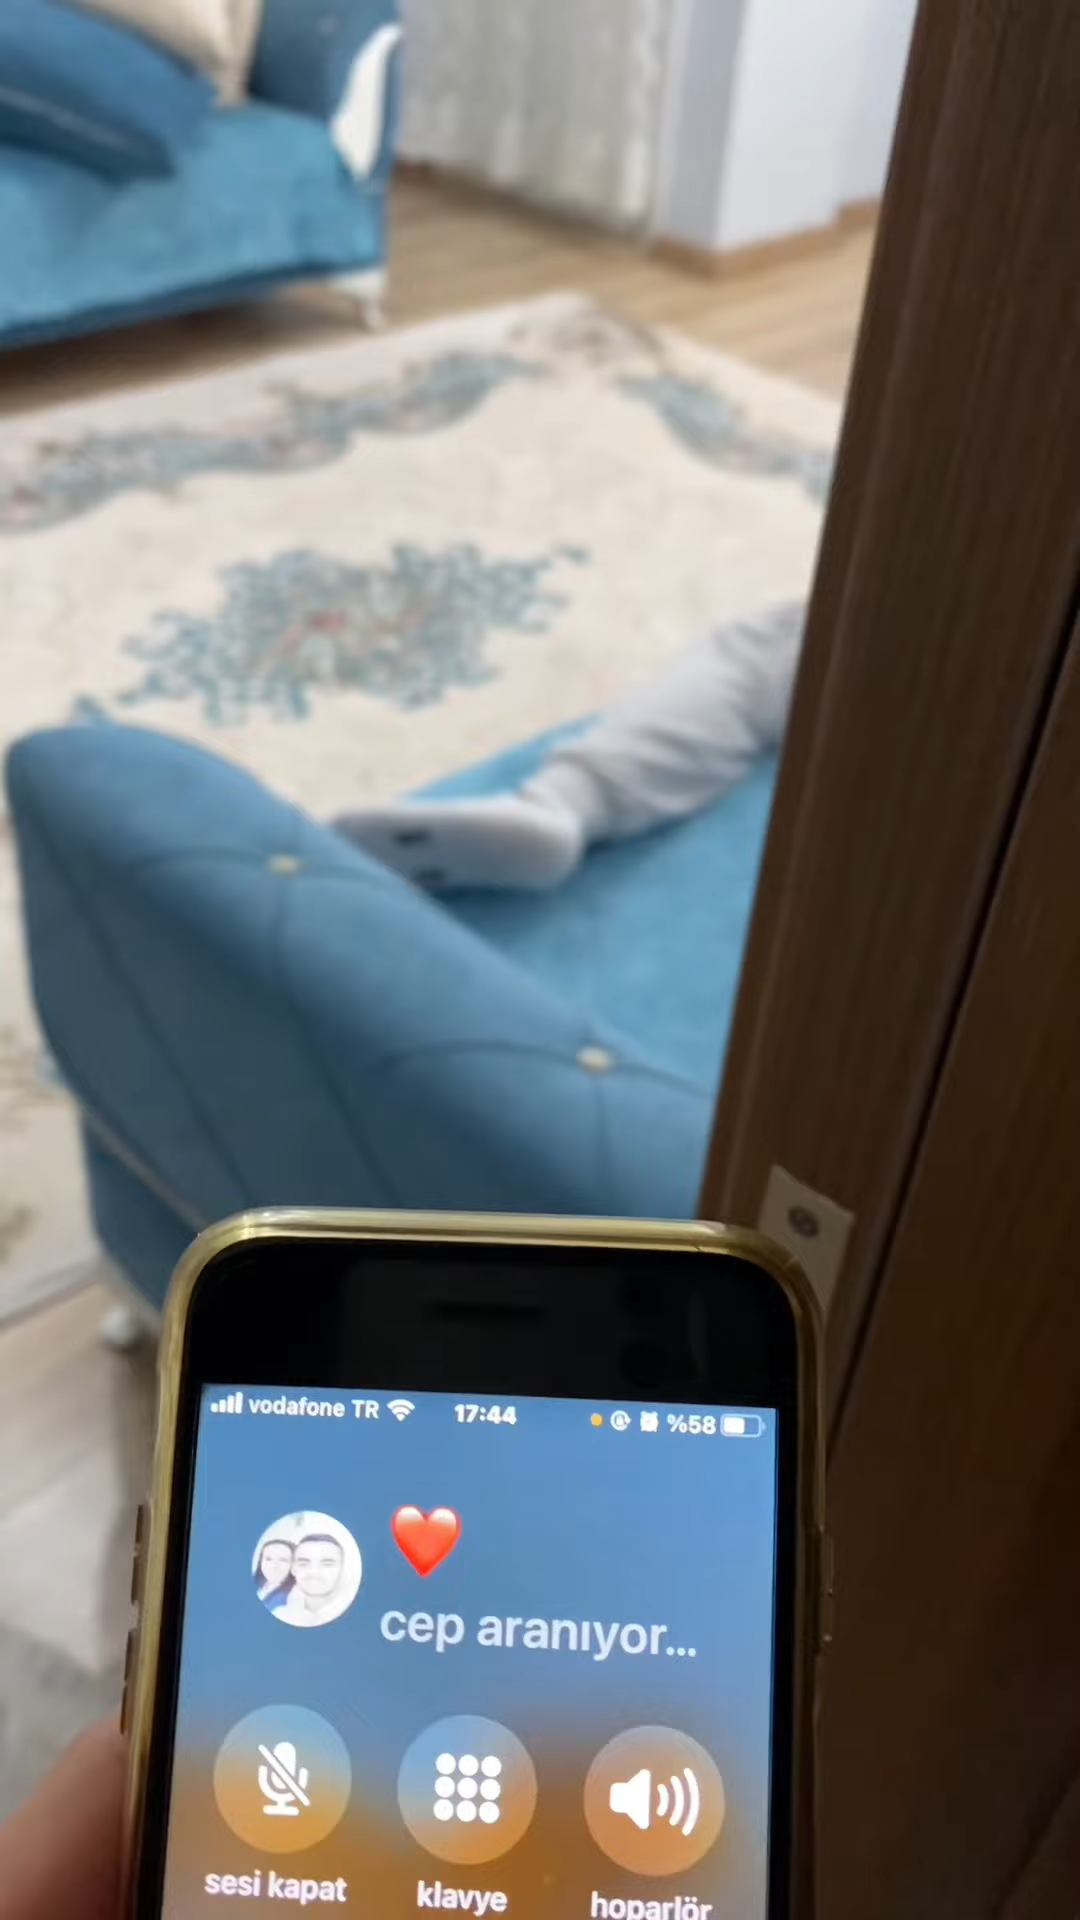 vodafone TR 17:44 %58
❤️
cep aranıyor...
sesi kapat klavye hoparlör